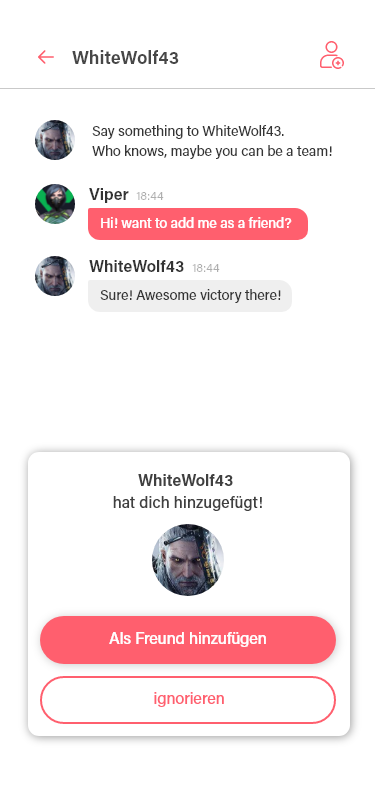 WhiteWolf43
Say something to WhiteWolf43.
Who knows, maybe you can be a team!
Viper 18:44
Hi! want to add me as a friend?
WhiteWolf43 18:44
Sure! Awesome victory there!
WhiteWolf43
hat dich hinzugefügt!
Als Freund hinzufügen
ignorieren